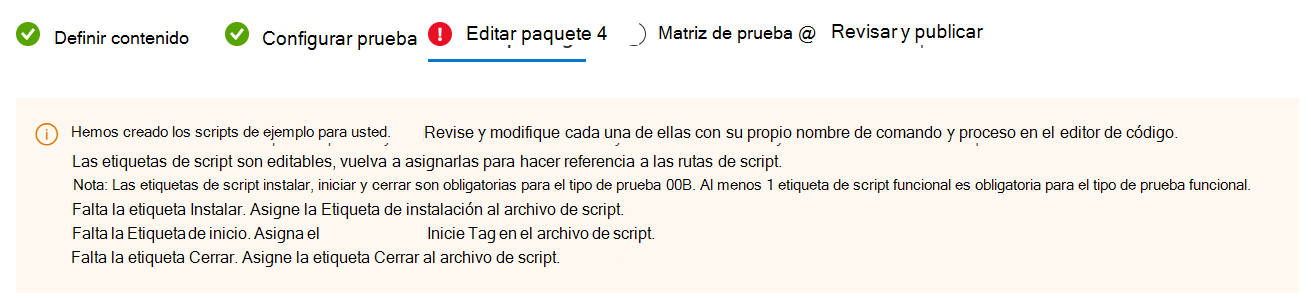 Definir contenido Configurar prueba Editar paquete 4 Matriz de prueba @ Revisar y publicar
Hemos creado los scripts de ejemplo para usted. Revise y modifique cada una de ellas con su propio nombre de comando y proceso en el editor de código.
Las etiquetas de script son editables, vuelva a asignarlas para hacer referencia a las rutas de script.
Nota: Las etiquetas de script instalar, iniciar y cerrar son obligatorias para el tipo de prueba 00B. Al menos 1 etiqueta de script funcional es obligatoria para el tipo de prueba funcional.
Falta la etiqueta Instalar. Asigne la Etiqueta de instalación al archivo de script.
Falta la Etiqueta de inicio. Asigna el Inicie Tag en el archivo de script.
Falta la etiqueta Cerrar. Asigne la etiqueta Cerrar al archivo de script.